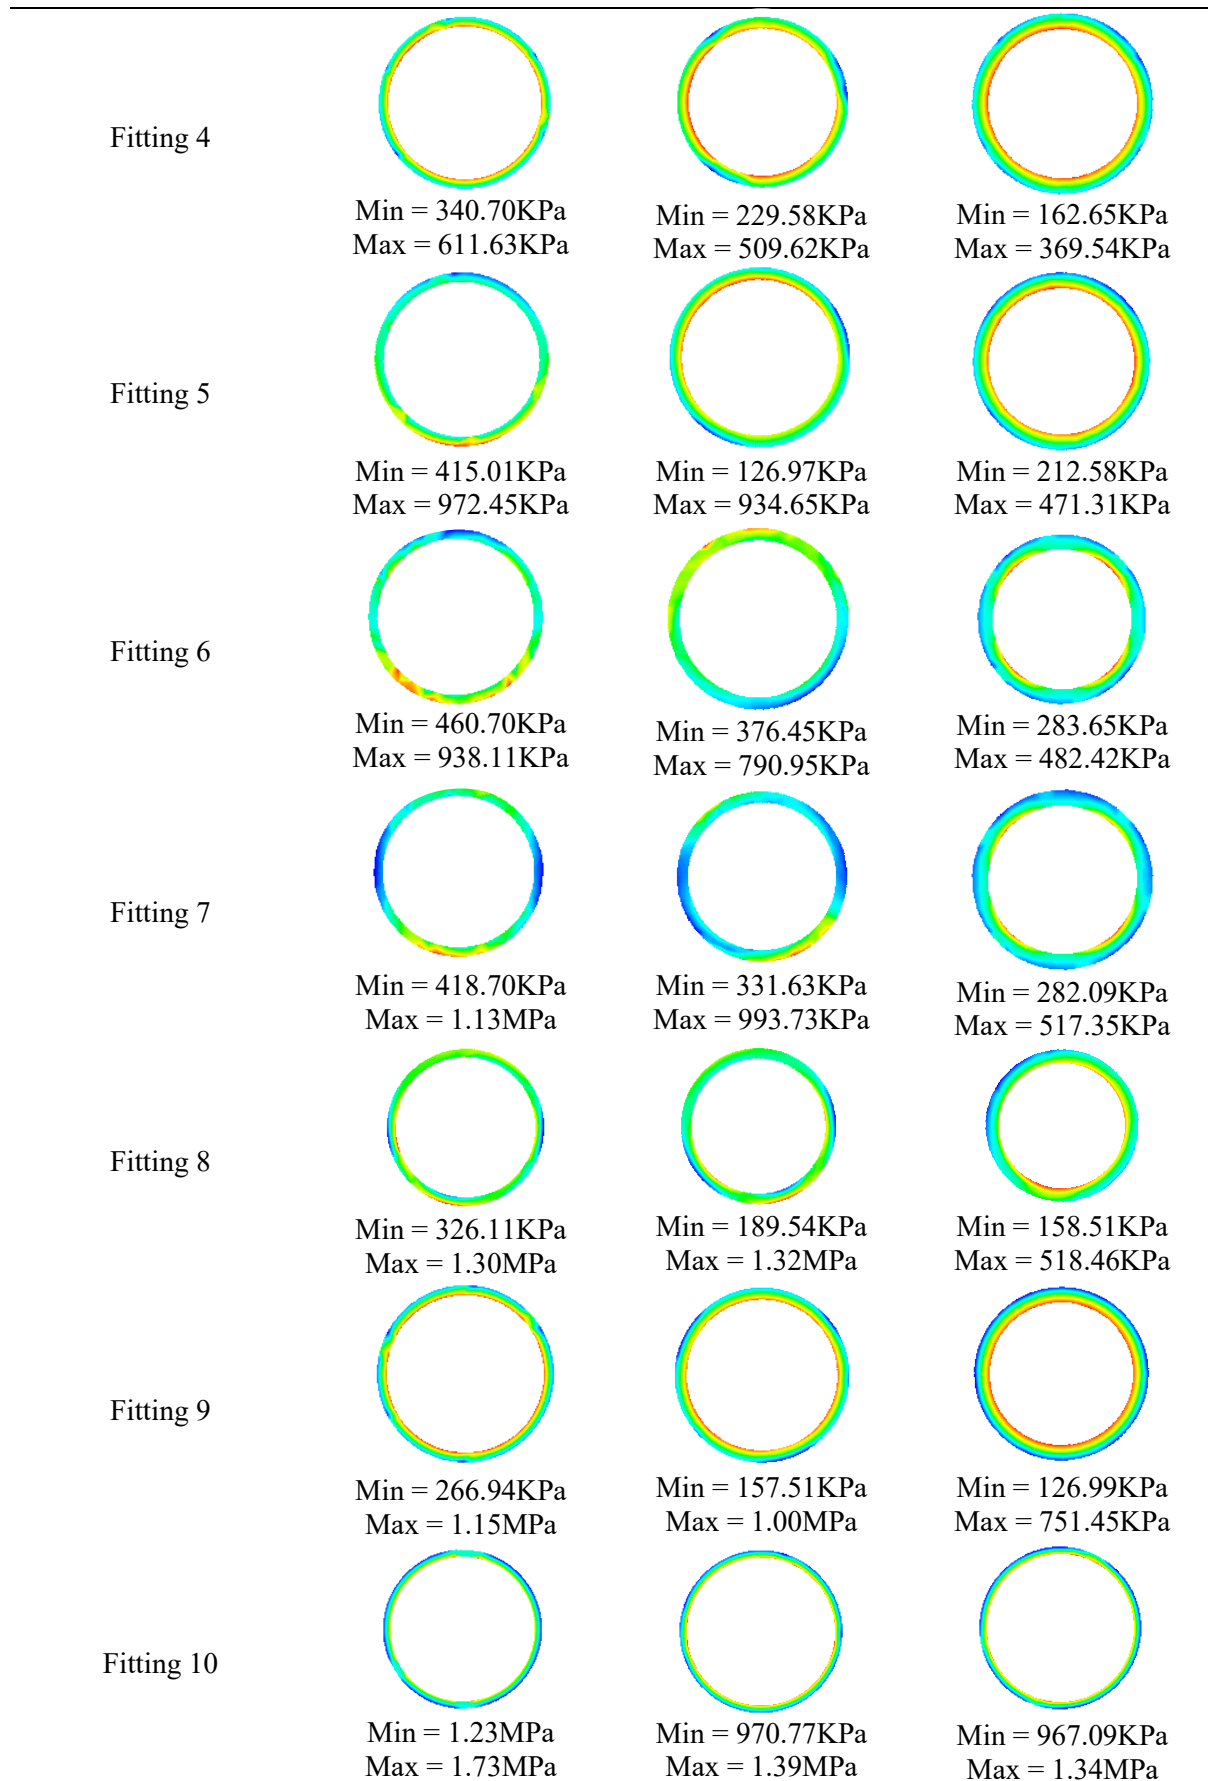 Fitting 4
Min = 340.70KPa
Max = 611.63KPa
Min = 229.58KPa
Max = 509.62KPa
Min = 162.65KPa
Max = 369.54KPa
Fitting 5
Min = 415.01KPa
Max = 972.45KPa
Min = 126.97KPa
Max = 934.65KPa
Min = 212.58KPa
Max = 471.31KPa
Fitting 6
Min = 460.70KPa
Max = 938.11KPa
Min = 376.45KPa
Max = 790.95KPa
Min = 283.65KPa
Max = 482.42KPa
Fitting 7
Min = 418.70KPa
Max = 1.13MPa
Min = 331.63KPa
Max = 993.73KPa
Min = 282.09KPa
Max = 517.35KPa
Fitting 8
Min = 326.11KPa
Max = 1.30MPa
Min = 189.54KPa
Max = 1.32MPa
Min = 158.51KPa
Max = 518.46KPa
Fitting 9
Min = 266.94KPa
Max = 1.15MPa
Min = 157.51KPa
Max = 1.00MPa
Min = 126.99KPa
Max = 751.45KPa
Fitting 10
Min = 1.23MPa
Max = 1.73MPa
Min = 970.77KPa
Max = 1.39MPa
Min = 967.09KPa
Max = 1.34MPa